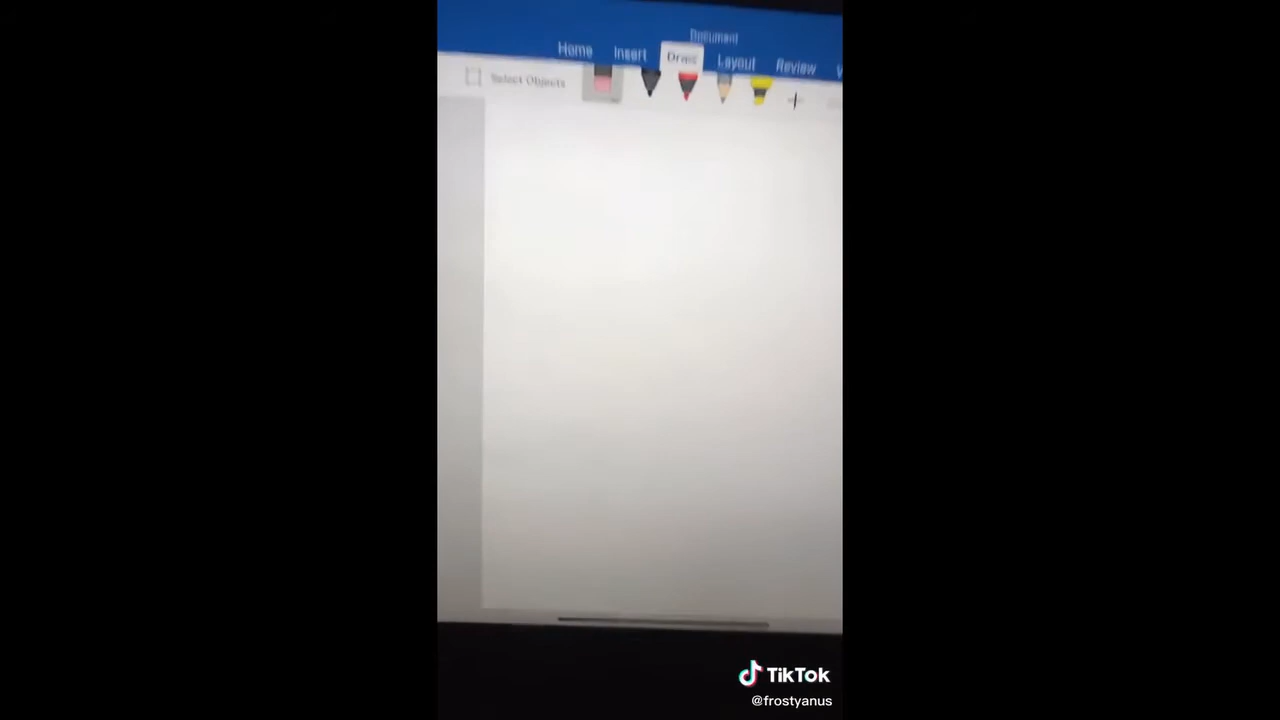 Document
Home Insert Draw Layout Review V
Select Objects
TikTok
@frostyanus